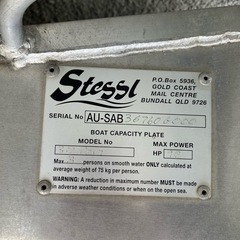 Stessl
P.O.Box 5936,
GOLD COAST
MAIL CENTRE
BUNDALL QLD 9726
SERIAL No AU-SAB
BOAT CAPACITY PLATE
MODEL No MAX POWER
HP
Max persons on smooth water ONLY calculated at
average weight of 75 kg per person.
WARNING: A reduction of maximum number MUST be made
in adverse weather conditions or when on the open sea.